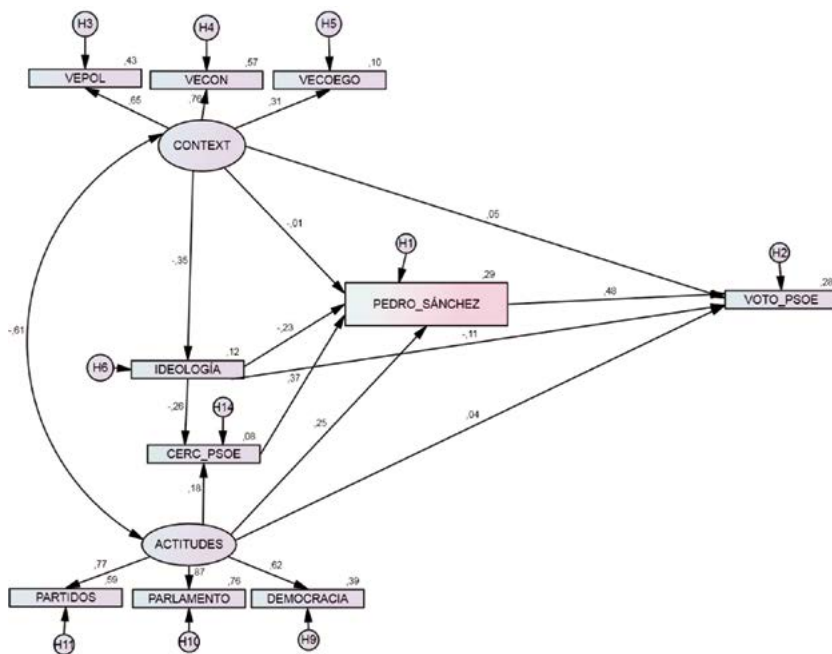 H3
H4
H5
,43
,57
,10
VEPOL
VECON
VECOEGO
,65
,76
,31
CONTEXT
,05
-,01
H1
H2
-,35
,29
,28
PEDRO_SÁNCHEZ
,48
VOTO_PSOE
-,61
-,23
-,11
,12
H6
IDEOLOGÍA
,37
-,26
H14
,25
,04
,08
CERC_PSOE
,18
ACTITUDES
,77
,87
,62
,59
,76
,39
PARTIDOS
PARLAMENTO
DEMOCRACIA
H11
H10
H9